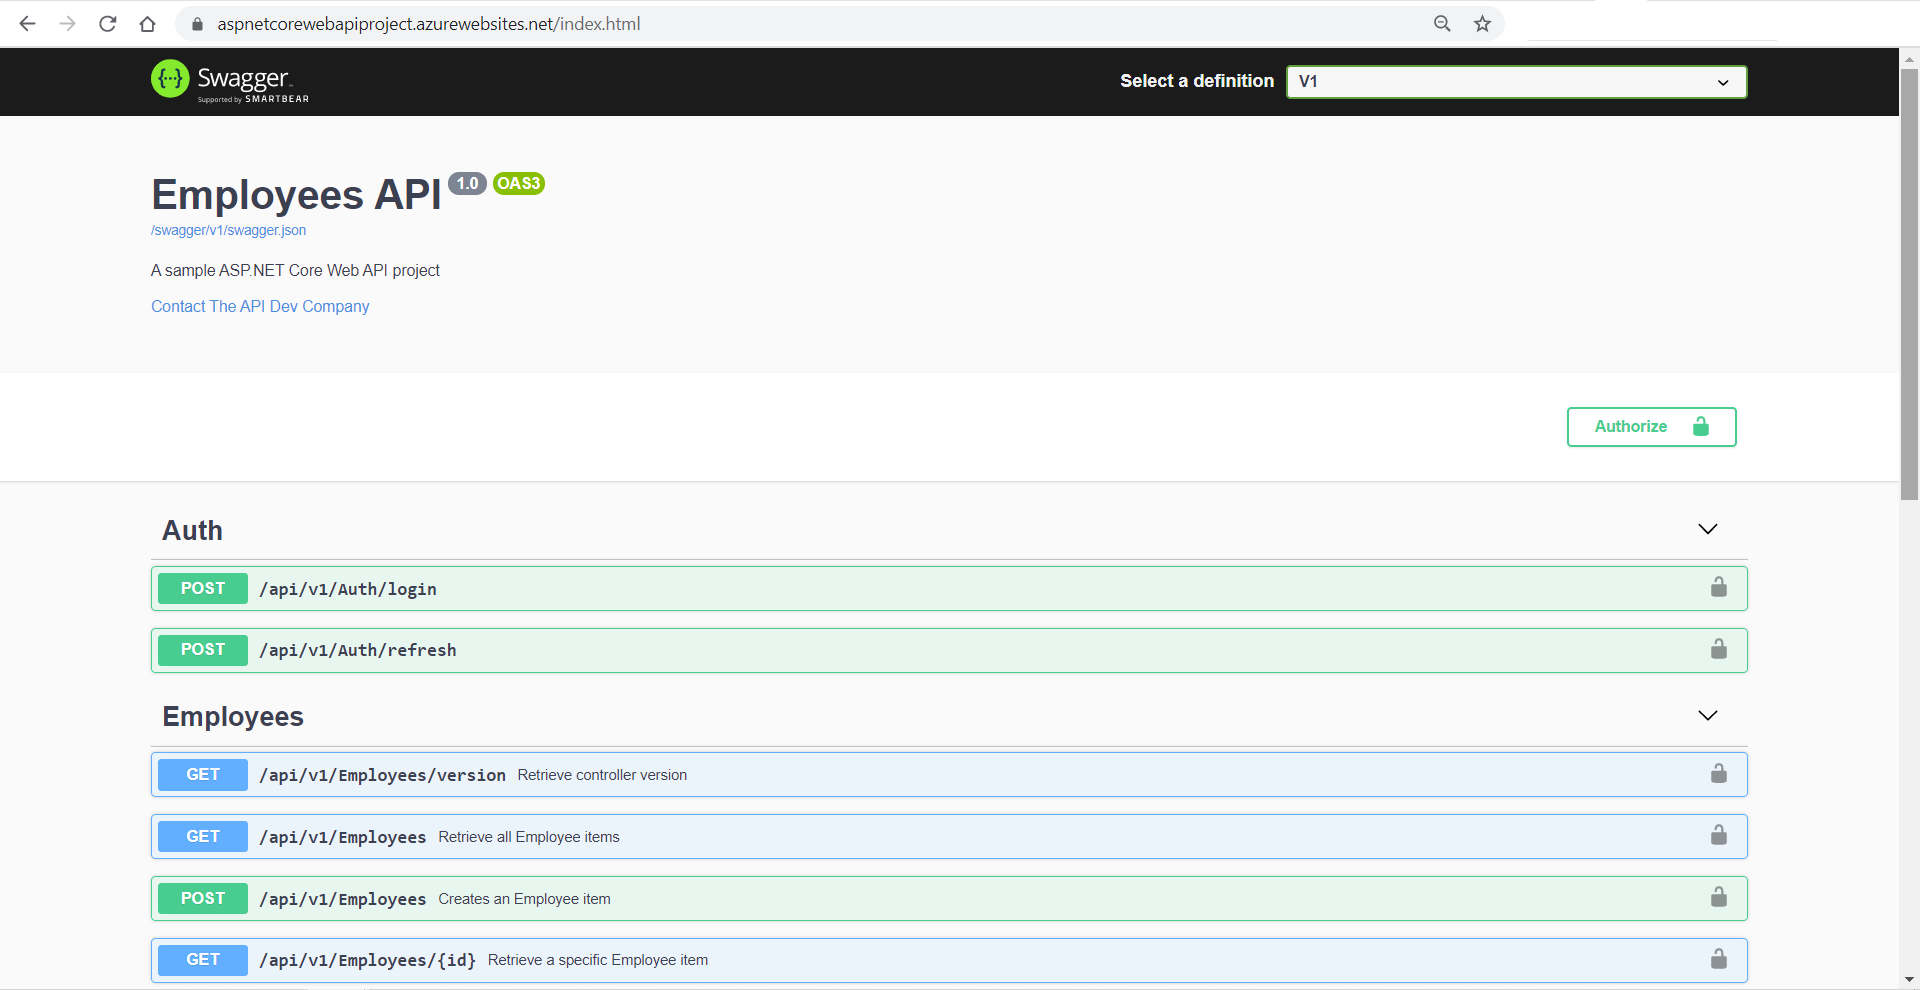 aspnetcorewebapiproject.azurewebsites.net/index.html
{···} Swagger
Supported by SMARTBEAR
Select a definition V1
Employees API 1.0 OAS3
/swagger/v1/swagger.json
A sample ASP.NET Core Web API project
Contact The API Dev Company
Authorize
Auth
POST /api/v1/Auth/login
POST /api/v1/Auth/refresh
Employees
GET /api/v1/Employees/version Retrieve controller version
GET /api/v1/Employees Retrieve all Employee items
POST /api/v1/Employees Creates an Employee item
GET /api/v1/Employees/{id} Retrieve a specific Employee item